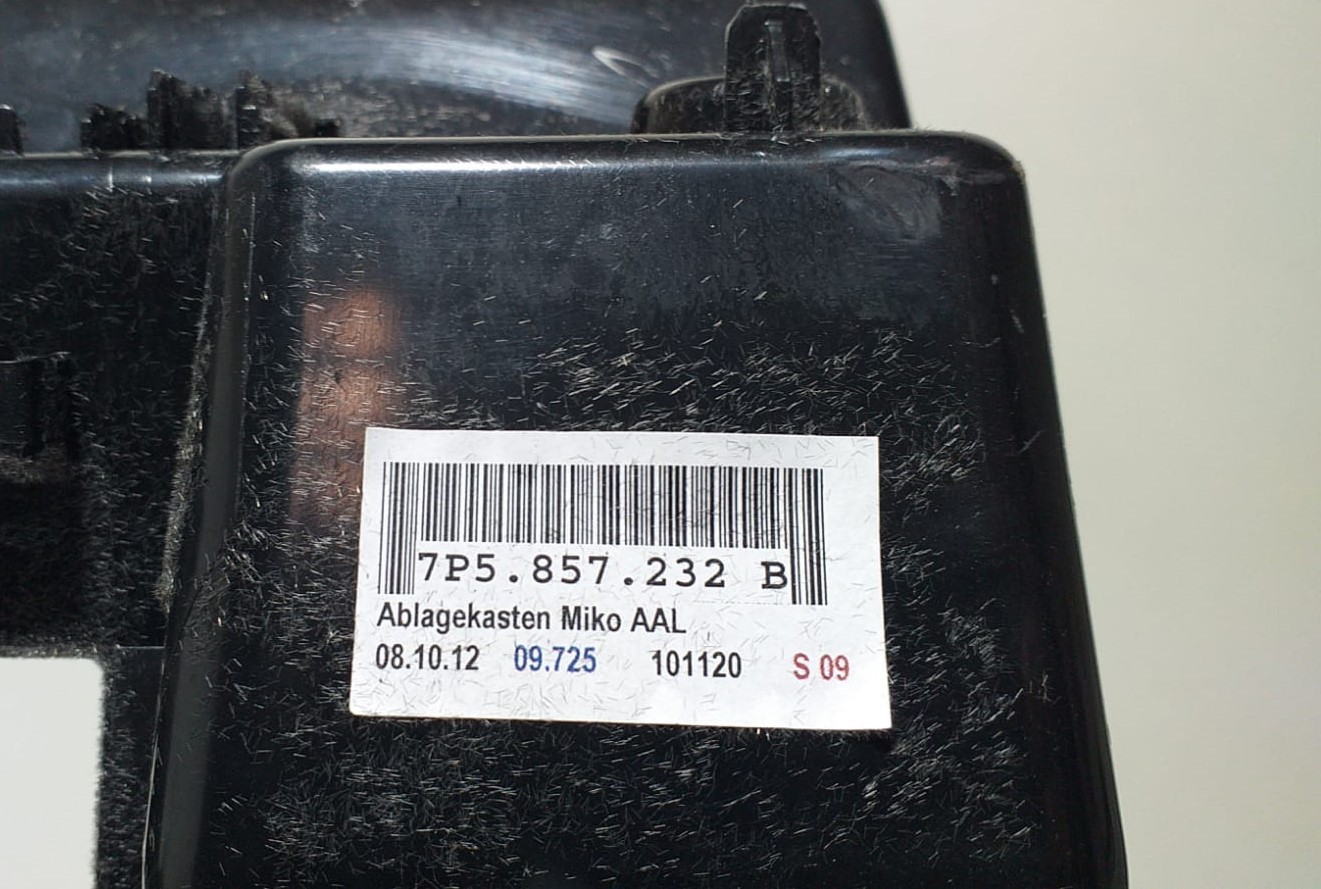 7P5.857.232 B
Ablagekasten Miko AAL
08.10.12 09.725 101120 S 09